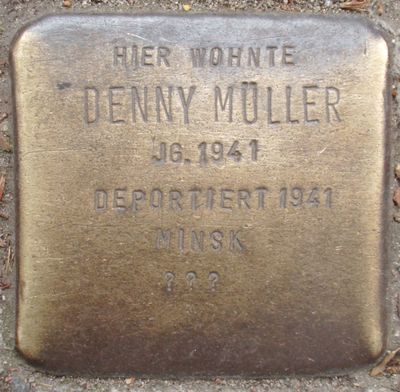 HIER WOHNTE
DENNY MÜLLER
JG. 1941
DEPORTIERT 1941
MINSK
???